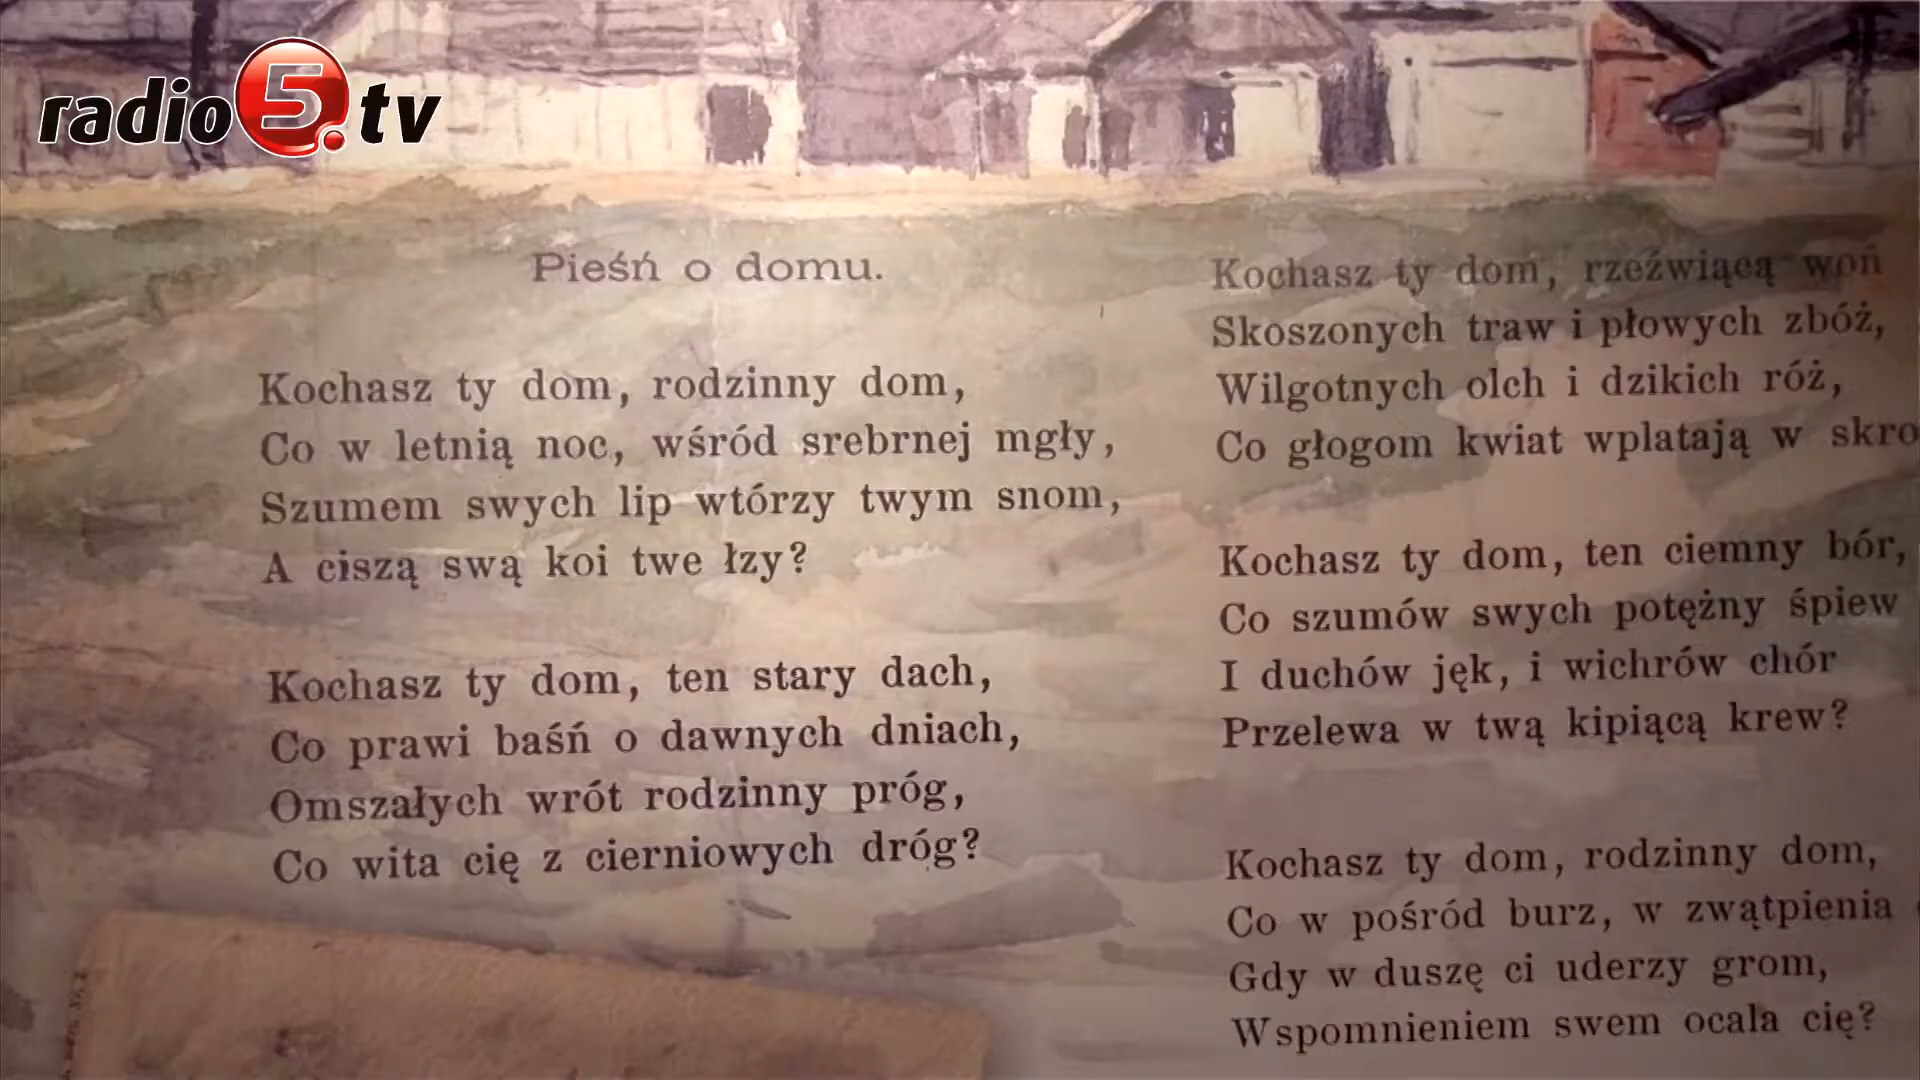 radio 5.tv
Pieśń o domu.
Kochasz ty dom, rodzinny dom,
Co w letnią noc, wśród srebrnej mgły,
Szumem swych lip wtórzy twym snom,
A ciszą swą koi twe łzy?
Kochasz ty dom, ten stary dach,
Co prawi baśń o dawnych dniach,
Omszałych wrót rodzinny próg,
Co wita cię z cierniowych dróg?
Kochasz ty dom, rzeźwiącą woń
Skoszonych traw i płowych zbóż,
Wilgotnych olch i dzikich róż,
Co głogom kwiat wplatają w
Kochasz ty dom, ten ciemny bór,
Co szumów swych potężny śpiew
I duchów jęk, i wichrów chór
Przelewa w twą kipiącą krew?
Kochasz ty dom, rodzinny dom,
Co w pośród burz, w zwątpienia
Gdy w duszę ci uderzy grom,
Wspomnieniem swem ocala cię?